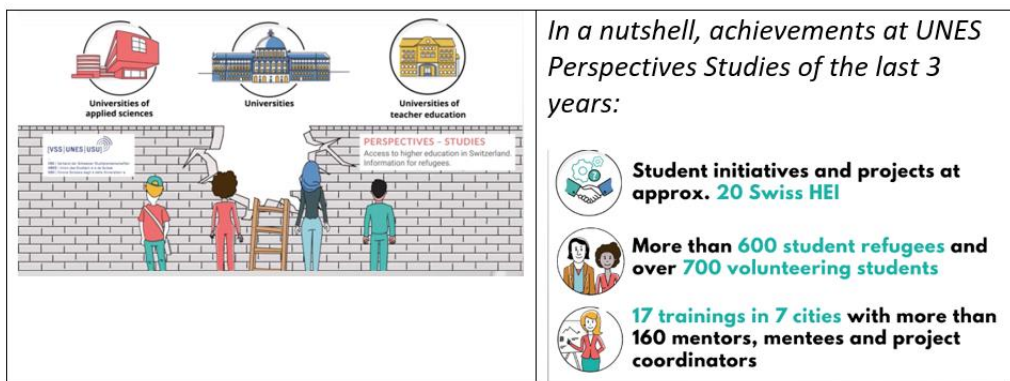 Universities of
applied sciences
Universities
Universities of
teacher education
[VSS|UNES|USU]
PERSPECTIVES – STUDIES
Access to higher education in Switzerland.
Information for refugees.
In a nutshell, achievements at UNES
Perspectives Studies of the last 3
years:
Student initiatives and projects at
approx. 20 Swiss HEI
More than 600 student refugees and
over 700 volunteering students
17 trainings in 7 cities with more than
160 mentors, mentees and project
coordinators